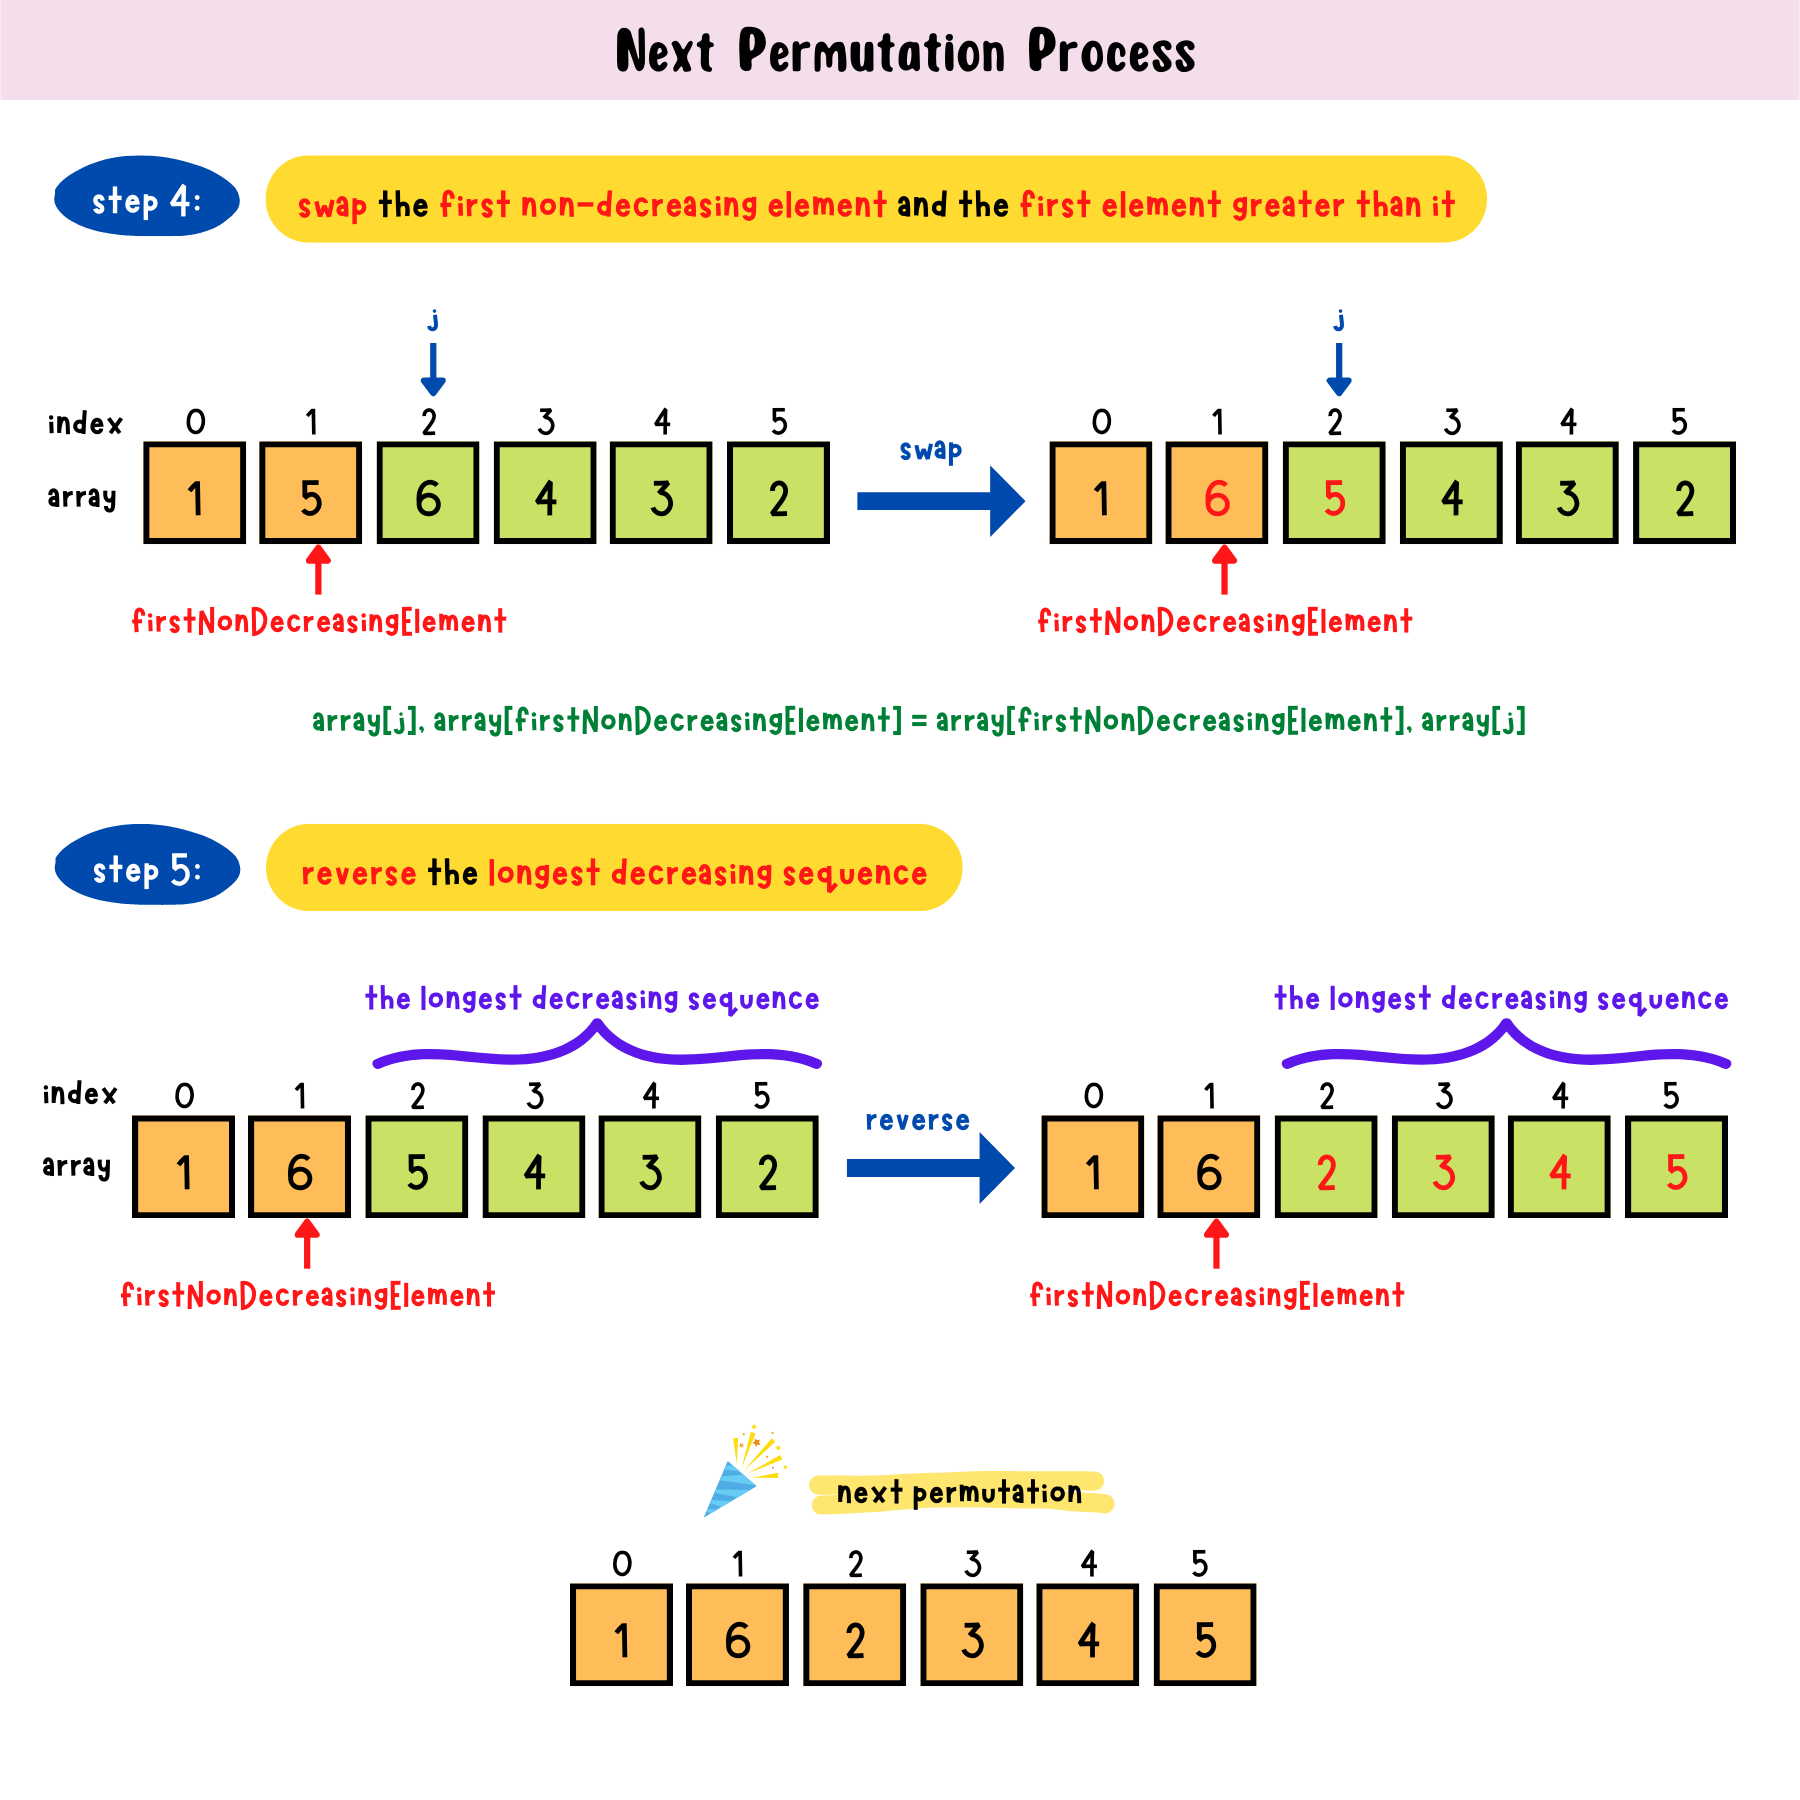 Next Permutation Process
step 4:
swap the first non-decreasing element and the first element greater than it
j j
index 0 1 2 3 4 5 0 1 2 3 4 5
swap
array 1 5 6 4 3 2 1 6 5 4 3 2
firstNonDecreasingElement firstNonDecreasingElement
array[j], array[firstNonDecreasingElement] = array[firstNonDecreasingElement], array[j]
step 5:
reverse the longest decreasing sequence
the longest decreasing sequence the longest decreasing sequence
index 0 1 2 3 4 5 0 1 2 3 4 5
reverse
array 1 6 5 4 3 2 1 6 2 3 4 5
firstNonDecreasingElement firstNonDecreasingElement
next permutation
0 1 2 3 4 5
1 6 2 3 4 5